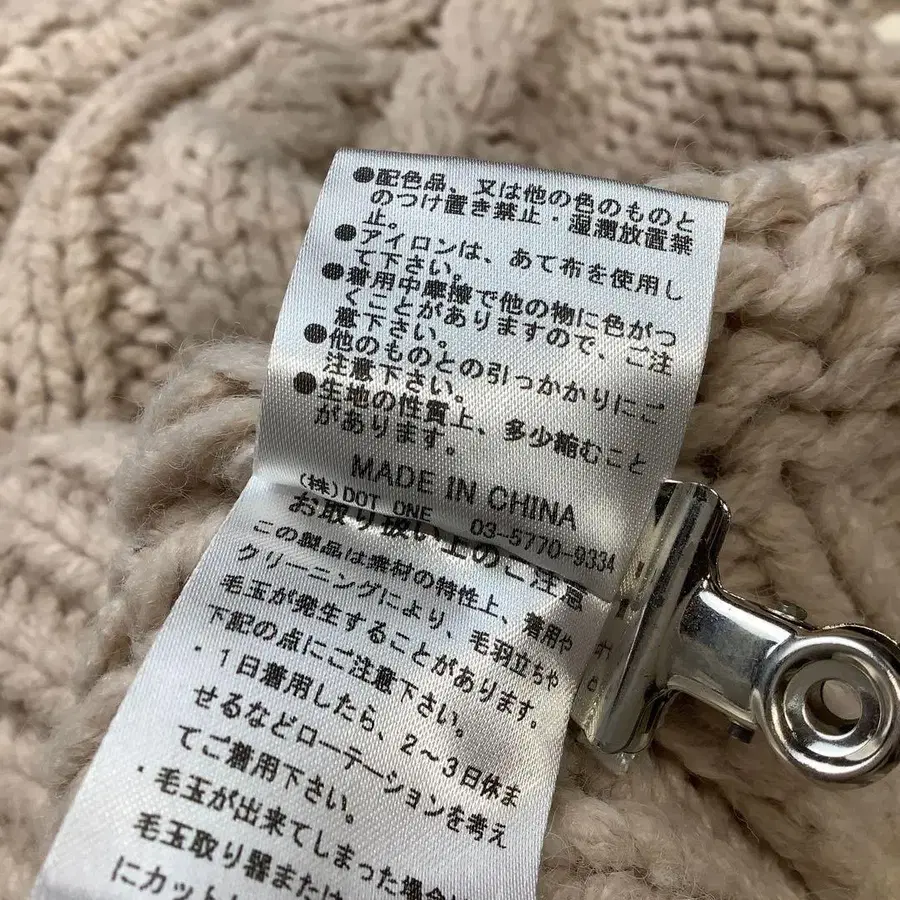 ●配色品、又は他の色のものと
のつけ置き禁止・湿潤放置禁
止。
●アイロンは、あて布を使用し
て下さい。
●着用中摩擦で他の物に色がつ
くことがありますので、ご注
意下さい。
●他のものとの引っかかりにご
注意下さい。
●生地の性質上、多少縮むこと
があります。
MADE IN CHINA
(株)DOT ONE 03-5770-9334
お取り扱い上のご注意
この製品は素材の特性上、着用や
クリーニングにより、毛羽立ちや
毛玉が発生することがあります。
下記の点にご注意下さい。
・1日着用したら、2～3日休ま
せるなどローテーションを考え
てご着用下さい。
・毛玉が出来てしまった場合
毛玉取り器または
にカット